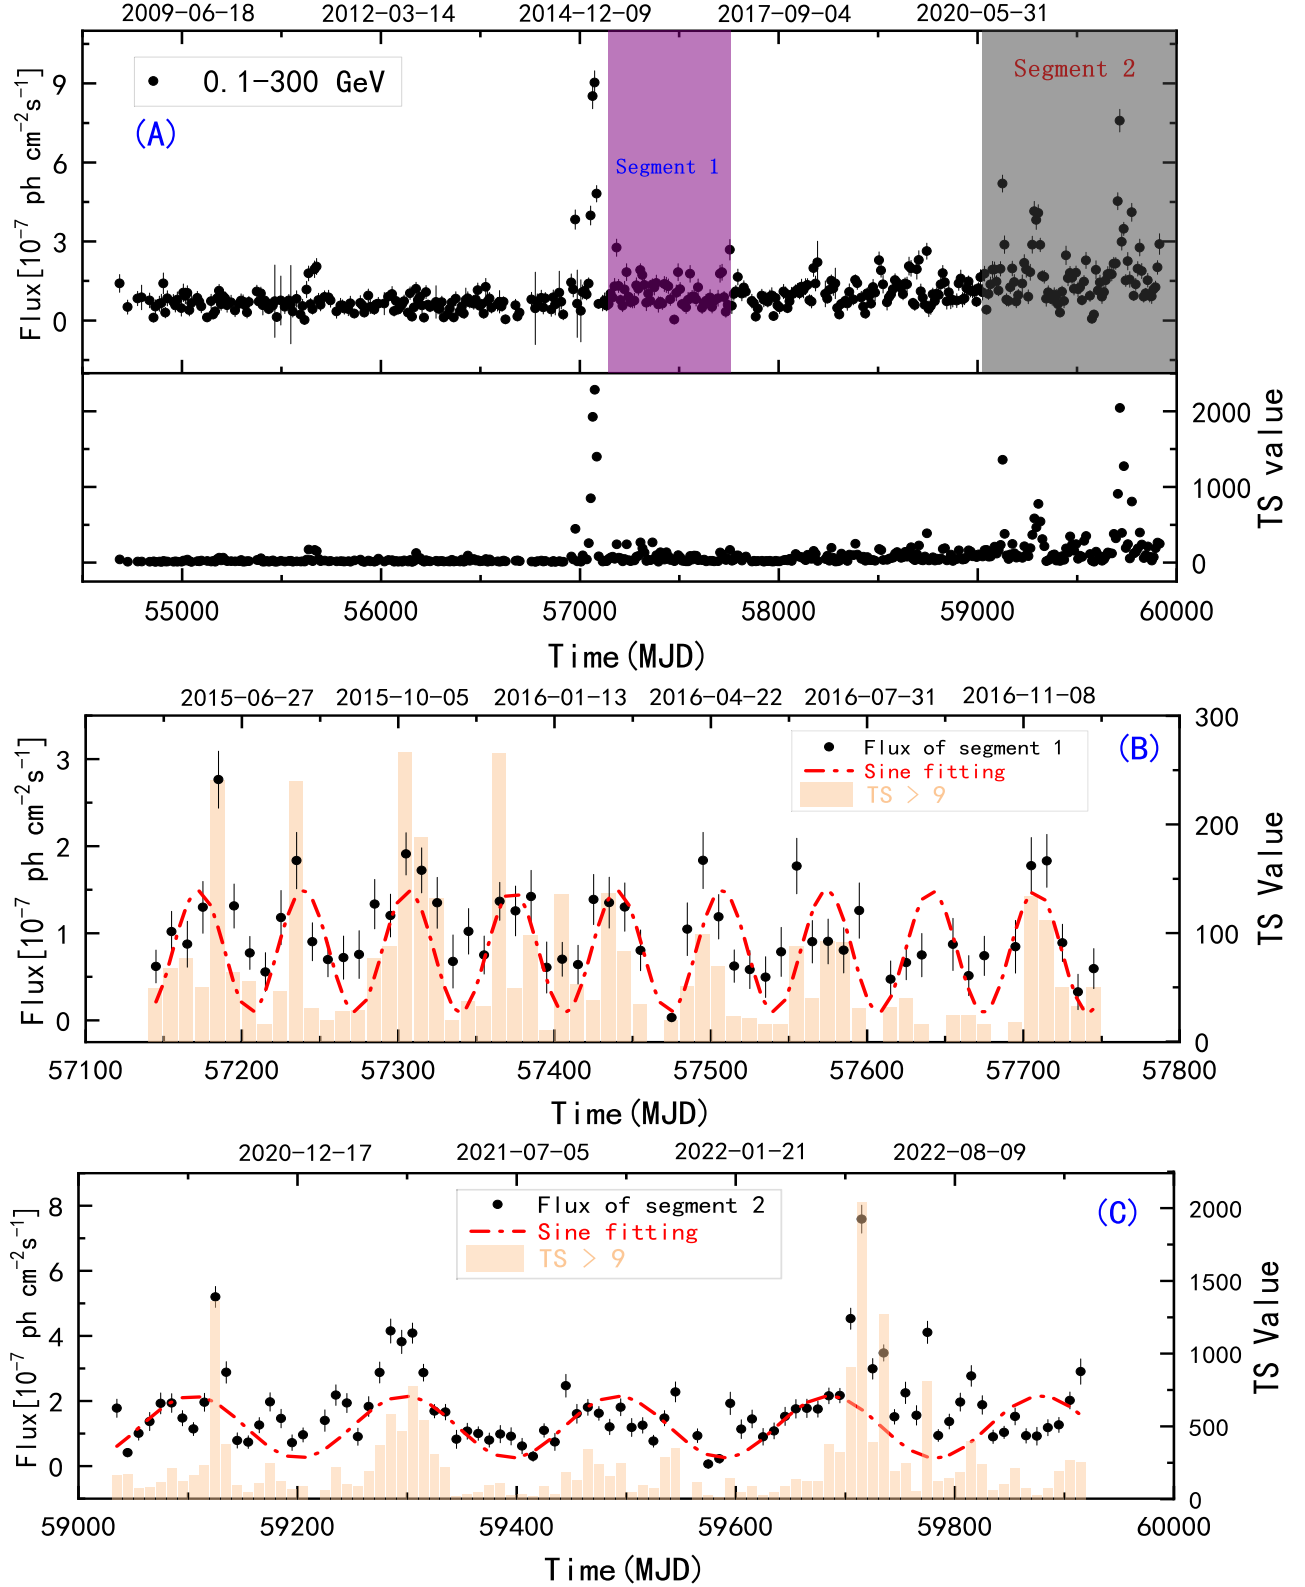 2009-06-18 2012-03-14 2014-12-09 2017-09-04 2020-05-31
Flux[10⁻⁷ ph cm⁻²s⁻¹]
9
6
3
0
0.1-300 GeV
(A)
Segment 1
Segment 2
2000
1000
0
TS value
55000 56000 57000 58000 59000 60000
Time(MJD)
2015-06-27 2015-10-05 2016-01-13 2016-04-22 2016-07-31 2016-11-08
Flux[10⁻⁷ ph cm⁻²s⁻¹]
3
2
1
0
Flux of segment 1
Sine fitting
TS > 9
(B)
300
200
100
0
TS Value
57100 57200 57300 57400 57500 57600 57700 57800
Time(MJD)
2020-12-17 2021-07-05 2022-01-21 2022-08-09
Flux[10⁻⁷ ph cm⁻²s⁻¹]
8
6
4
2
0
Flux of segment 2
Sine fitting
TS > 9
(C)
2000
1500
1000
500
0
TS Value
59000 59200 59400 59600 59800 60000
Time(MJD)